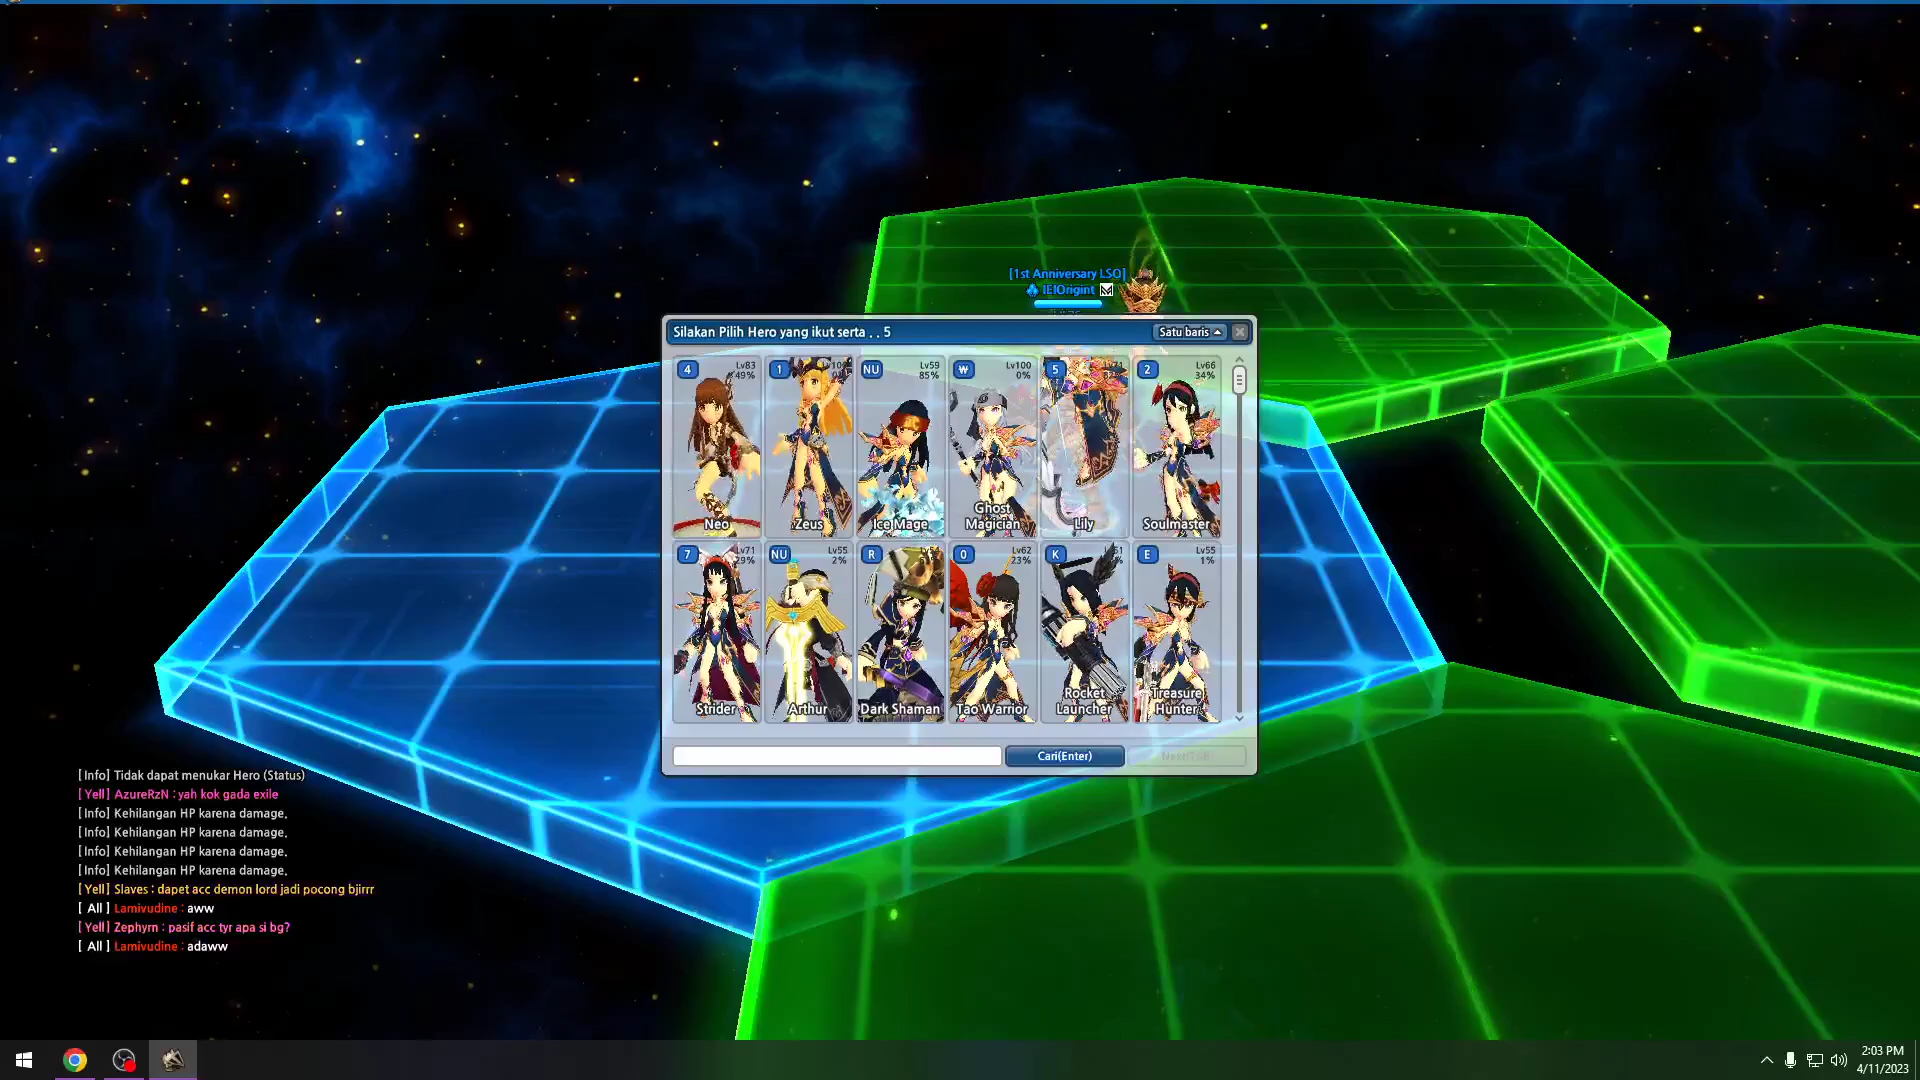 [1st Anniversary LSO]
IEIOrigint
Silakan Pilih Hero yang ikut serta . . 5
Satu baris
4 Lv83 49% Neo
1 Zeus
NU Lv59 85% Ice Mage
W Lv100 0% Ghost Magician
5 Lily
2 Lv66 34% Soulmaster
7 Lv71 29% Strider
NU Lv55 2% Arthur
R Dark Shaman
0 Lv62 23% Tao Warrior
K Rocket Launcher
E Lv55 1% Treasure Hunter
Cari(Enter)
[Info] Tidak dapat menukar Hero (Status)
[Yell] AzureRzN : yah kok gada exile
[Info] Kehilangan HP karena damage.
[Info] Kehilangan HP karena damage.
[Info] Kehilangan HP karena damage.
[Info] Kehilangan HP karena damage.
[Yell] Slaves : dapet acc demon lord jadi pocong bjirrr
[ All ] Lamivudine : aww
[Yell] Zephyrn : pasif acc tyr apa si bg?
[ All ] Lamivudine : adaww
2:03 PM
4/11/2023